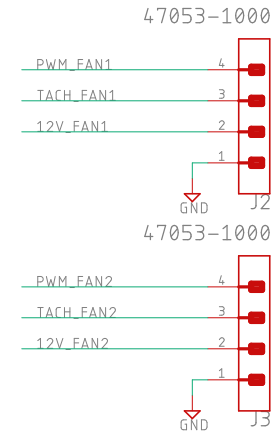 47053-1000
PWM_FAN1 4
TACH_FAN1 3
12V_FAN1 2
1
GND J2
47053-1000
PWM_FAN2 4
TACH_FAN2 3
12V_FAN2 2
1
GND J3